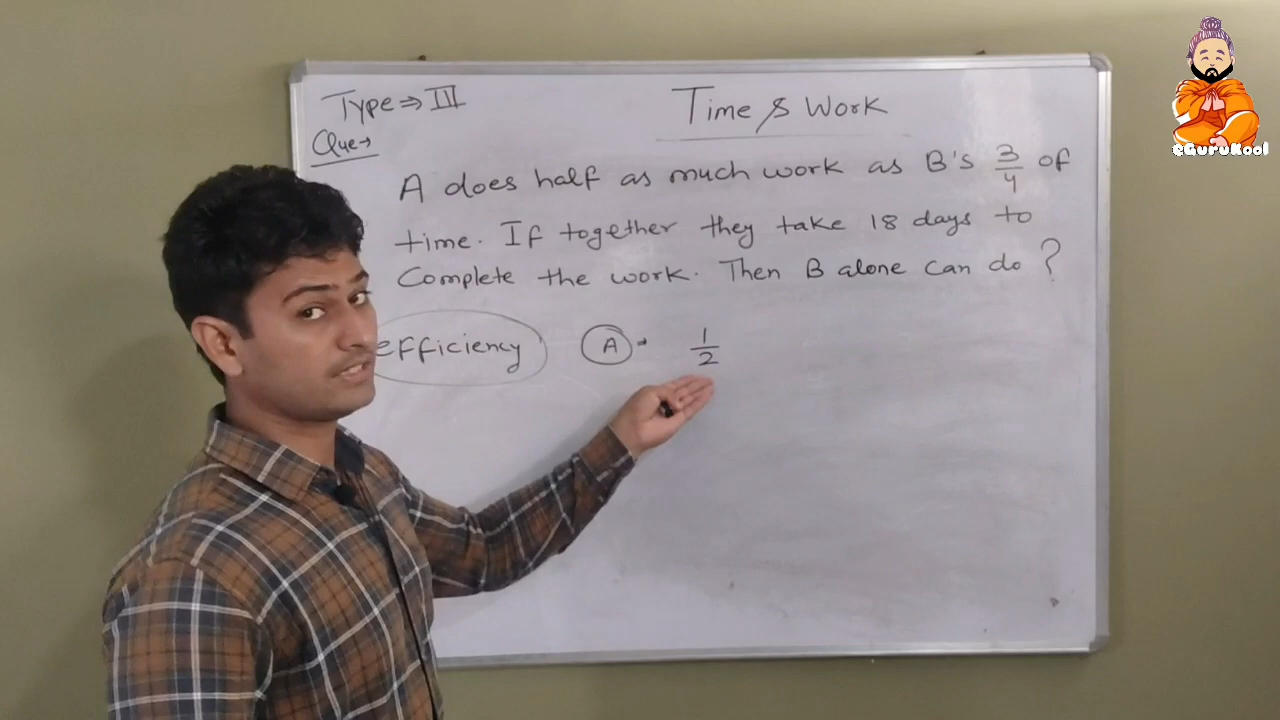 Type ⇒ III
Time & Work
Que→
A does half as much work as B's 3/4 of
time. If together they take 18 days to
Complete the work. Then B alone can do ?
efficiency A → 1/2
eGuruKool